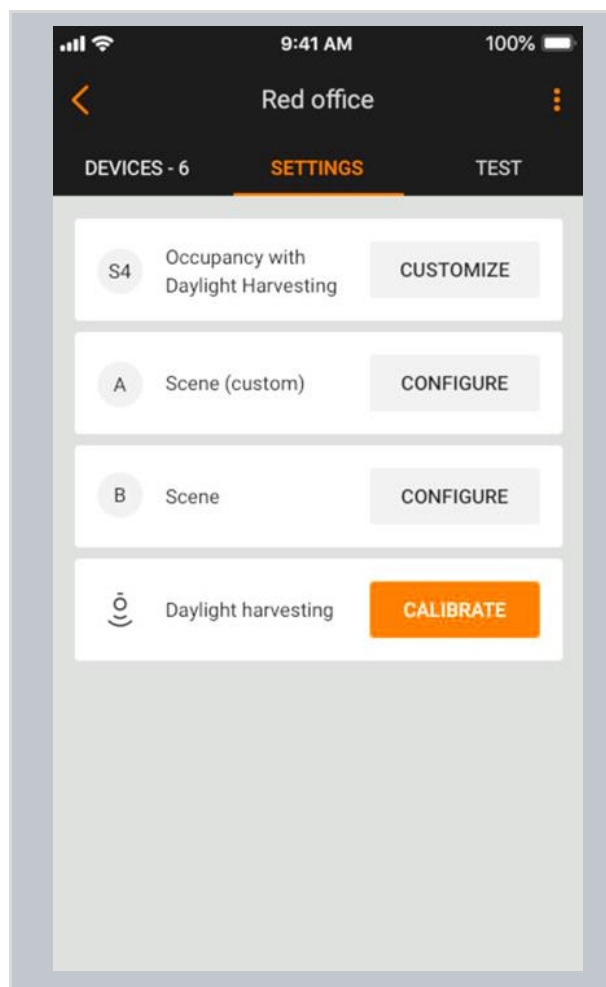 9:41 AM 100%
Red office
DEVICES - 6 SETTINGS TEST
S4 Occupancy with
Daylight Harvesting
CUSTOMIZE
A Scene (custom) CONFIGURE
B Scene CONFIGURE
Daylight harvesting CALIBRATE